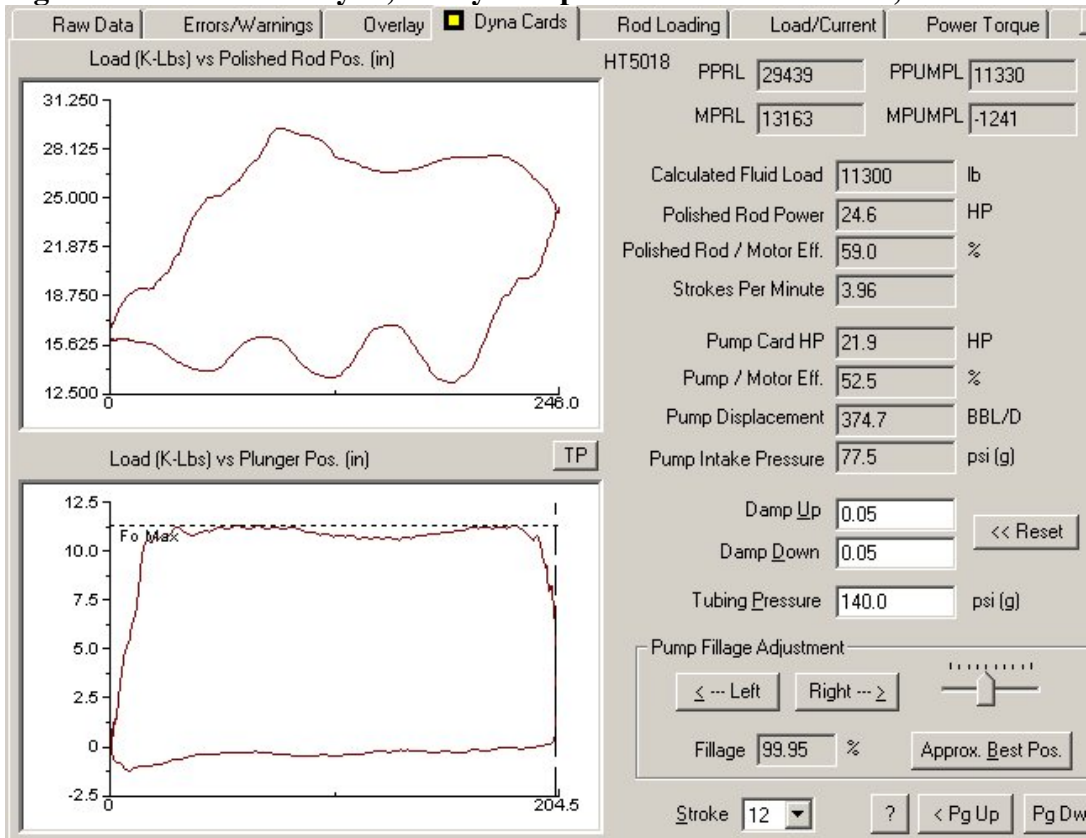 Raw Data Errors/Warnings Overlay Dyna Cards Rod Loading Load/Current Power Torque
Load (K-Lbs) vs Polished Rod Pos. (in)
31.250
28.125
25.000
21.875
18.750
15.625
12.500
0 246.0
HT5018
PPRL 29439 PPUMPL 11330
MPRL 13163 MPUMPL -1241
Calculated Fluid Load 11300 lb
Polished Rod Power 24.6 HP
Polished Rod / Motor Eff. 59.0 %
Strokes Per Minute 3.96
Pump Card HP 21.9 HP
Pump / Motor Eff. 52.5 %
Pump Displacement 374.7 BBL/D
Pump Intake Pressure 77.5 psi (g)
Load (K-Lbs) vs Plunger Pos. (in) TP
12.5
Fo Max
10.0
7.5
5.0
2.5
0
-2.5
0 204.5
Damp Up 0.05
<< Reset
Damp Down 0.05
Tubing Pressure 140.0 psi (g)
Pump Fillage Adjustment
< --- Left Right --- >
Fillage 99.95 % Approx. Best Pos.
Stroke 12 ? < Pg Up Pg Dw